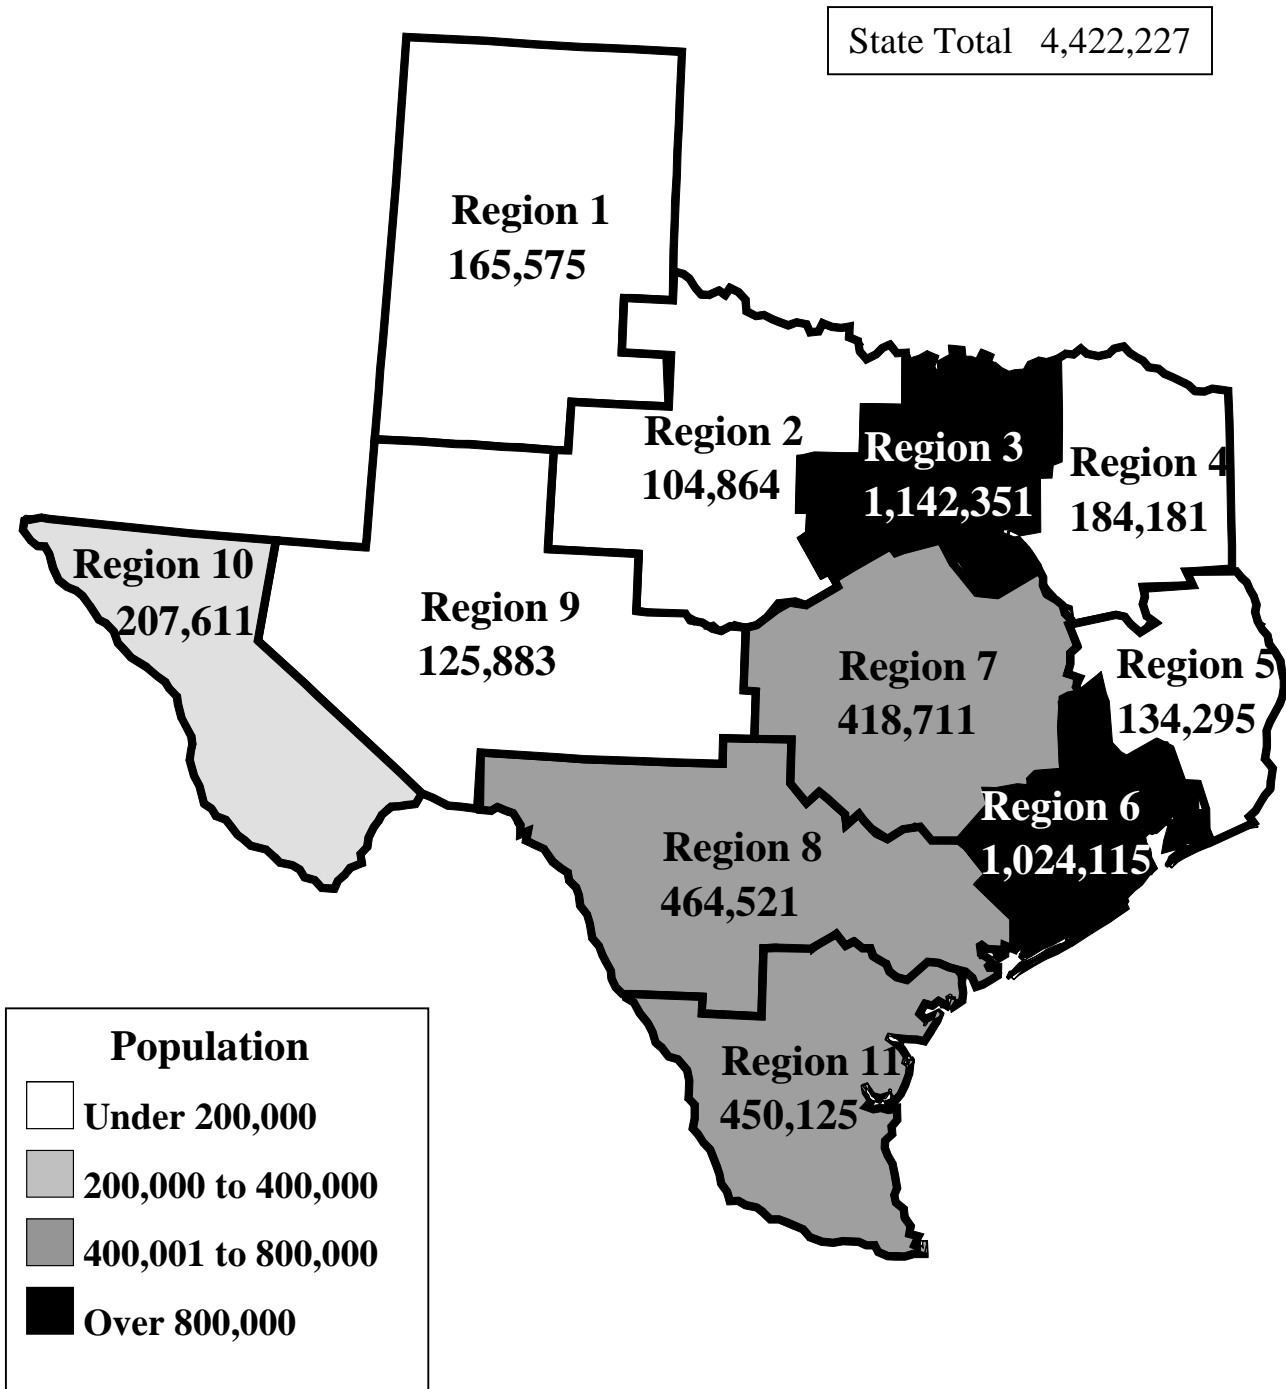 State Total 4,422,227
Region 1
165,575
Region 2
104,864
Region 3
1,142,351
Region 4
184,181
Region 10
207,611
Region 9
125,883
Region 7
418,711
Region 5
134,295
Region 6
1,024,115
Region 8
464,521
Region 11
450,125
Population
Under 200,000
200,000 to 400,000
400,001 to 800,000
Over 800,000